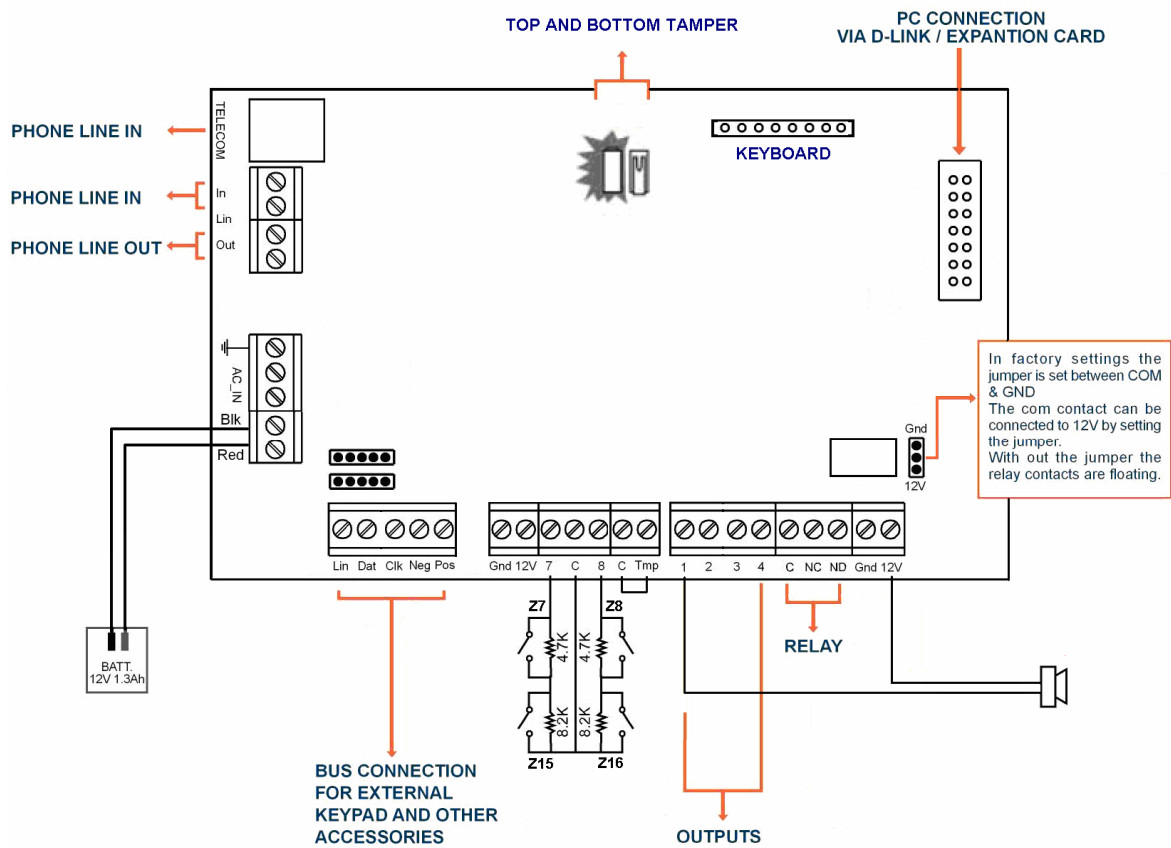 TOP AND BOTTOM TAMPER
PC CONNECTION
VIA D-LINK / EXPANTION CARD
PHONE LINE IN
TELECOM
KEYBOARD
PHONE LINE IN
In
Lin
PHONE LINE OUT
Out
AC_IN
Blk
Red
In factory settings the
jumper is set between COM
& GND
The com contact can be
connected to 12V by setting
the jumper.
With out the jumper the
relay contacts are floating.
Gnd
12V
Lin Dat Clk Neg Pos
Gnd 12V 7 C 8 C Tmp
1 2 3 4 C NC ND Gnd 12V
Z7 Z8
4.7K 4.7K
8.2K 8.2K
Z15 Z16
RELAY
BATT.
12V 1.3Ah
BUS CONNECTION
FOR EXTERNAL
KEYPAD AND OTHER
ACCESSORIES
OUTPUTS